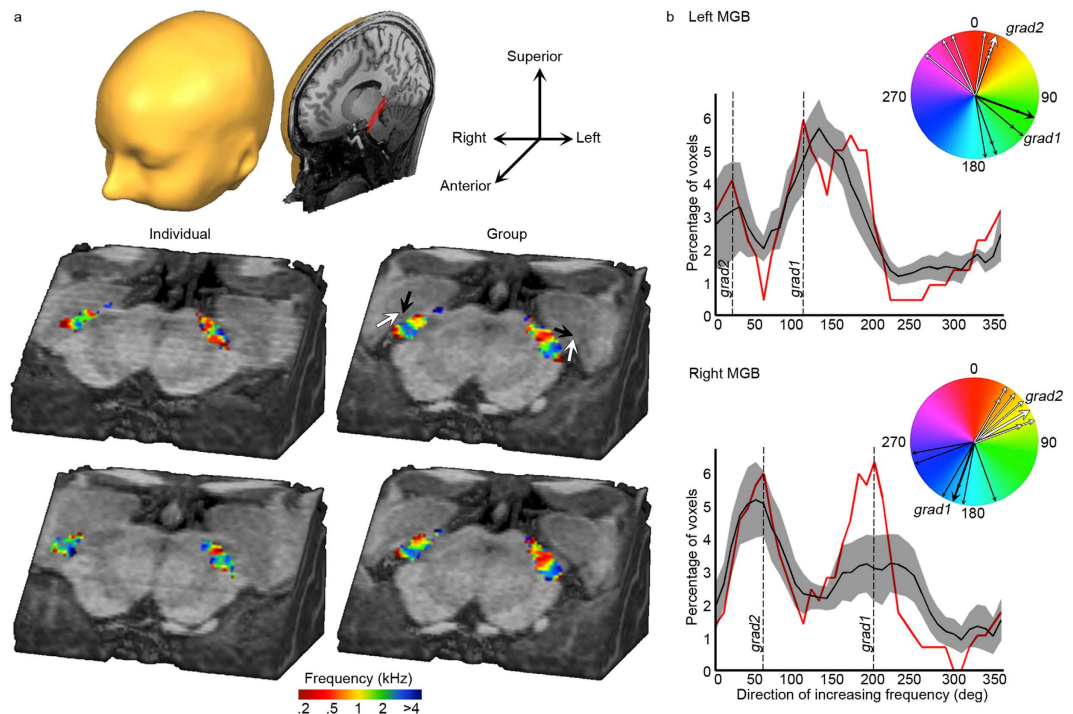 a
Superior
Right
Left
Anterior
Individual
Group
Frequency (kHz)
.2 .5 1 2 >4
b
Left MGB
0
grad2
270
90
grad1
180
6
5
4
3
2
1
0
Percentage of voxels
grad2
grad1
0 50 100 150 200 250 300 350
Right MGB
0
grad2
270
90
grad1
180
6
5
4
3
2
1
0
Percentage of voxels
grad2
grad1
0 50 100 150 200 250 300 350
Direction of increasing frequency (deg)